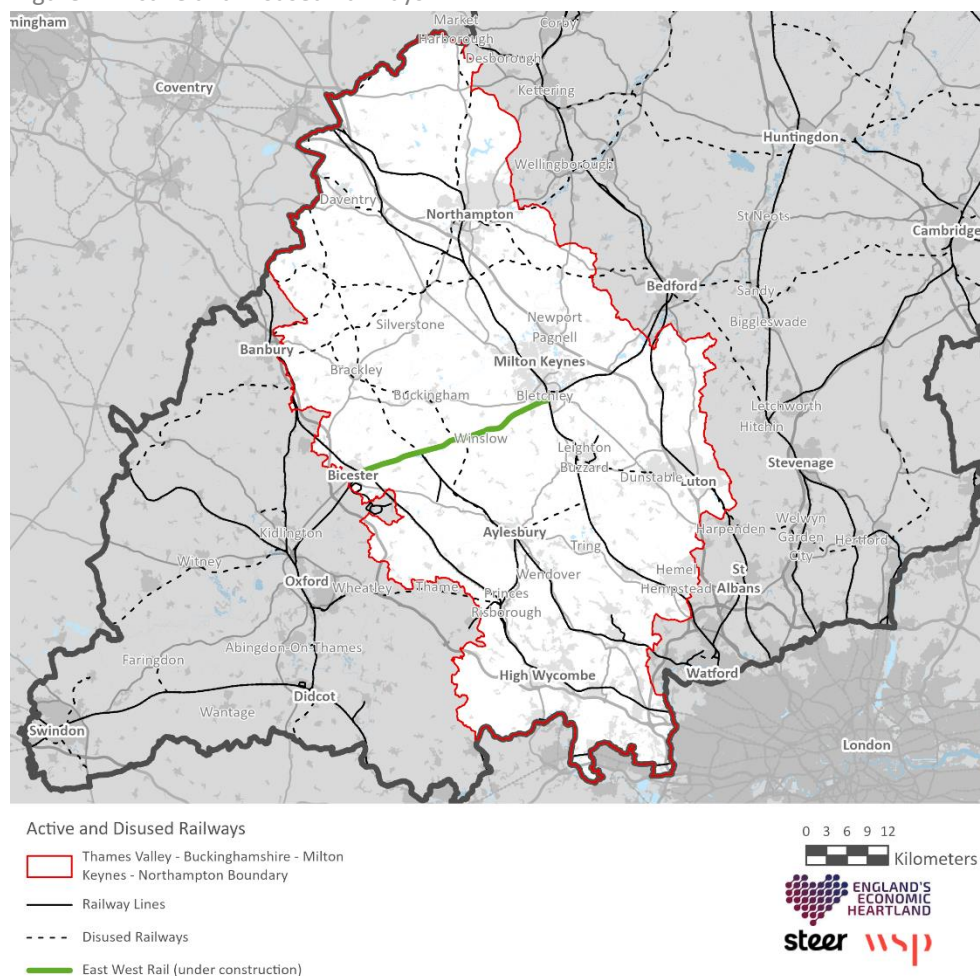 mingham
Market
Harborough
Corby
Desborough
Coventry
Kettering
Huntingdon
Wellingborough
Daventry
Northampton
St Neots
Cambridge
Bedford
Sandy
Silverstone
Newport
Pagnell
Biggleswade
Banbury
Milton Keynes
Brackley
Buckingham
Bletchley
Letchworth
Hitchin
Winslow
Leighton
Buzzard
Stevenage
Bicester
Dunstable
Luton
Kidlington
Aylesbury
Harpenden
Welwyn
Garden
City
Hertford
Witney
Tring
Oxford
Wheatley
Thame
Wendover
Hemel
Hempstead
St
Albans
Princes
Risborough
Faringdon
Abingdon-On-Thames
High Wycombe
Watford
Didcot
Wantage
Swindon
London
Active and Disused Railways
Thames Valley - Buckinghamshire - Milton
Keynes - Northampton Boundary
Railway Lines
Disused Railways
East West Rail (under construction)
0 3 6 9 12
Kilometers
ENGLAND'S
ECONOMIC
HEARTLAND
steer wsp